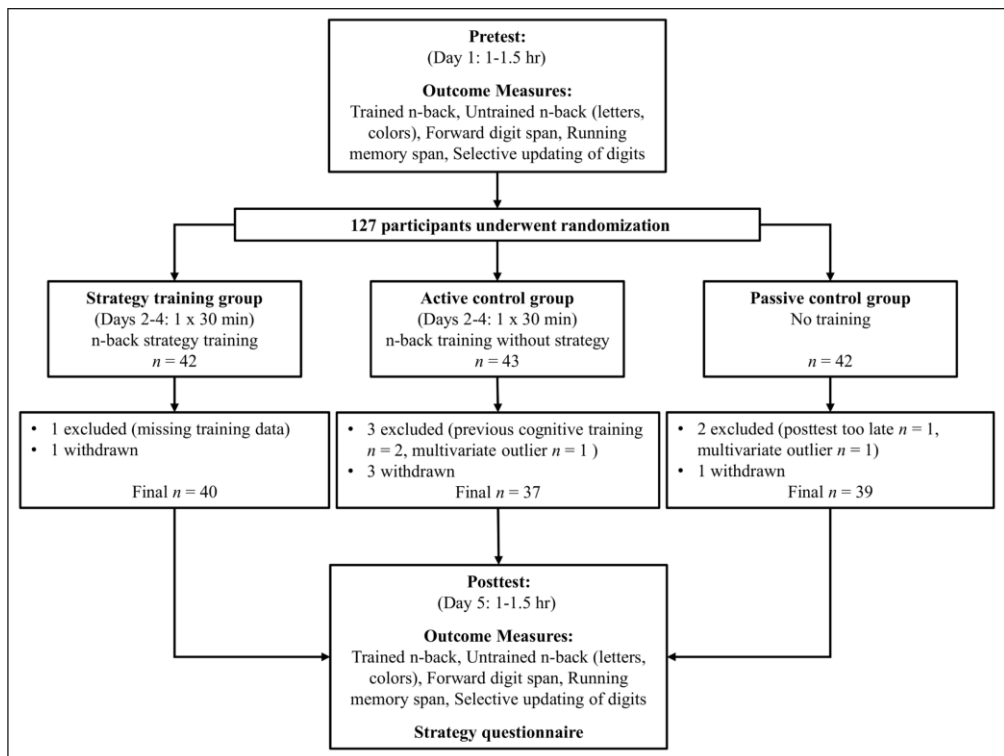 Pretest:
(Day 1: 1-1.5 hr)
Outcome Measures:
Trained n-back, Untrained n-back (letters,
colors), Forward digit span, Running
memory span, Selective updating of digits
127 participants underwent randomization
Strategy training group
(Days 2-4: 1 x 30 min)
n-back strategy training
n = 42
Active control group
(Days 2-4: 1 x 30 min)
n-back training without strategy
n = 43
Passive control group
No training
n = 42
• 1 excluded (missing training data)
• 1 withdrawn
Final n = 40
• 3 excluded (previous cognitive training
n = 2, multivariate outlier n = 1 )
• 3 withdrawn
Final n = 37
• 2 excluded (posttest too late n = 1,
multivariate outlier n = 1)
• 1 withdrawn
Final n = 39
Posttest:
(Day 5: 1-1.5 hr)
Outcome Measures:
Trained n-back, Untrained n-back (letters,
colors), Forward digit span, Running
memory span, Selective updating of digits
Strategy questionnaire